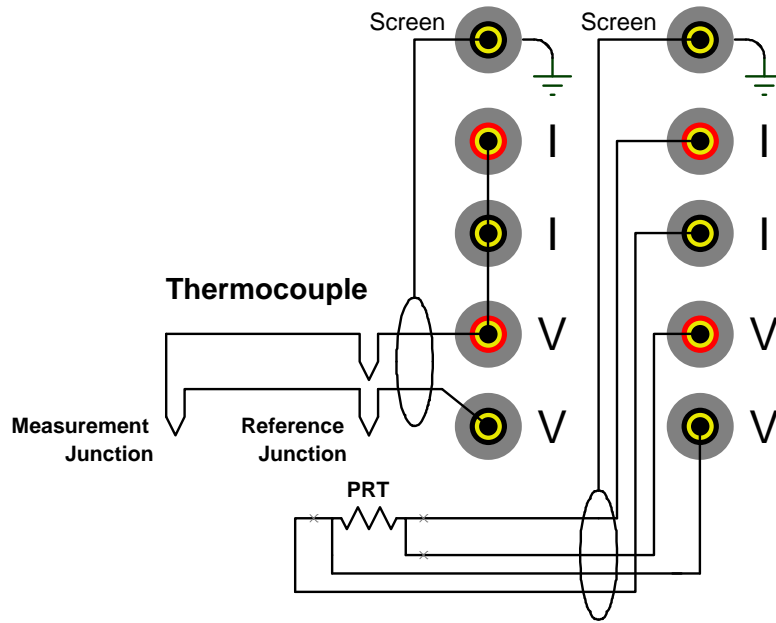 Screen
Screen
I
I
I
I
Thermocouple
V
V
Measurement
Junction
Reference
Junction
V
V
PRT